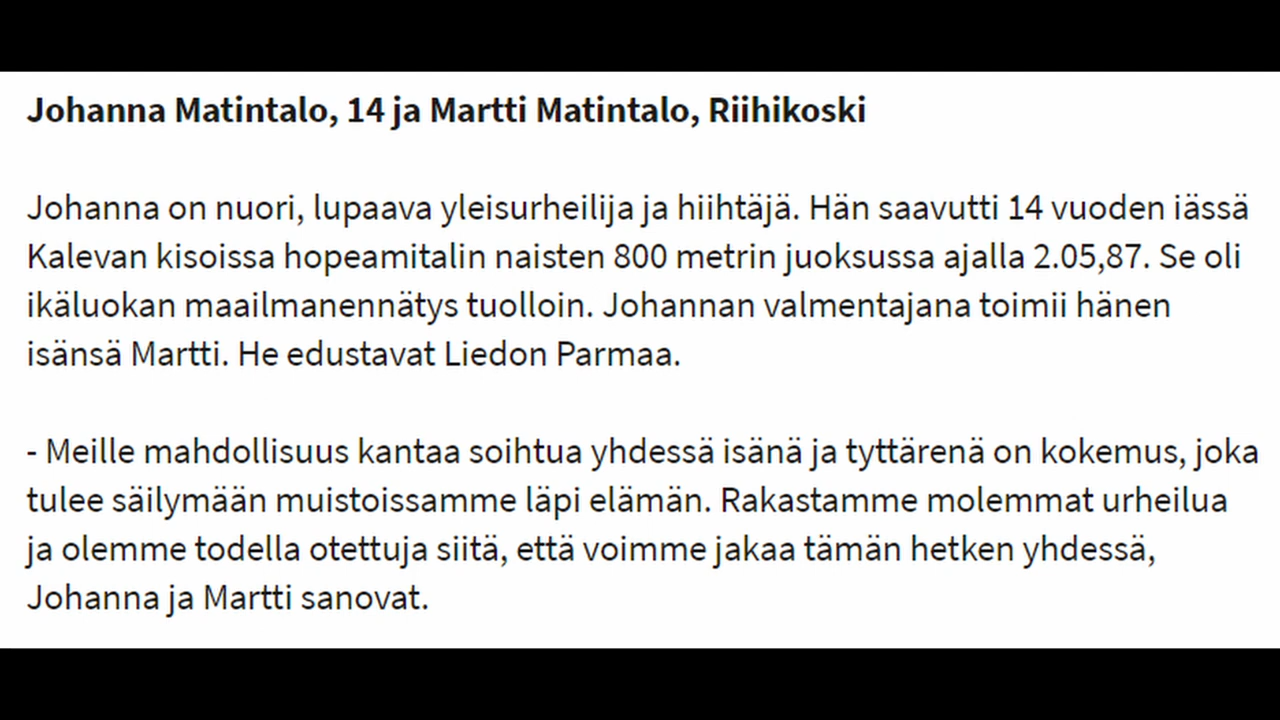 Johanna Matintalo, 14 ja Martti Matintalo, Riihikoski
Johanna on nuori, lupaava yleisurheilija ja hiihtäjä. Hän saavutti 14 vuoden iässä
Kalevan kisoissa hopeamitalin naisten 800 metrin juoksussa ajalla 2.05,87. Se oli
ikäluokan maailmanennätys tuolloin. Johannan valmentajana toimii hänen
isänsä Martti. He edustavat Liedon Parmaa.
- Meille mahdollisuus kantaa soihtua yhdessä isänä ja tyttärenä on kokemus, joka
tulee säilymään muistoissamme läpi elämän. Rakastamme molemmat urheilua
ja olemme todella otettuja siitä, että voimme jakaa tämän hetken yhdessä,
Johanna ja Martti sanovat.